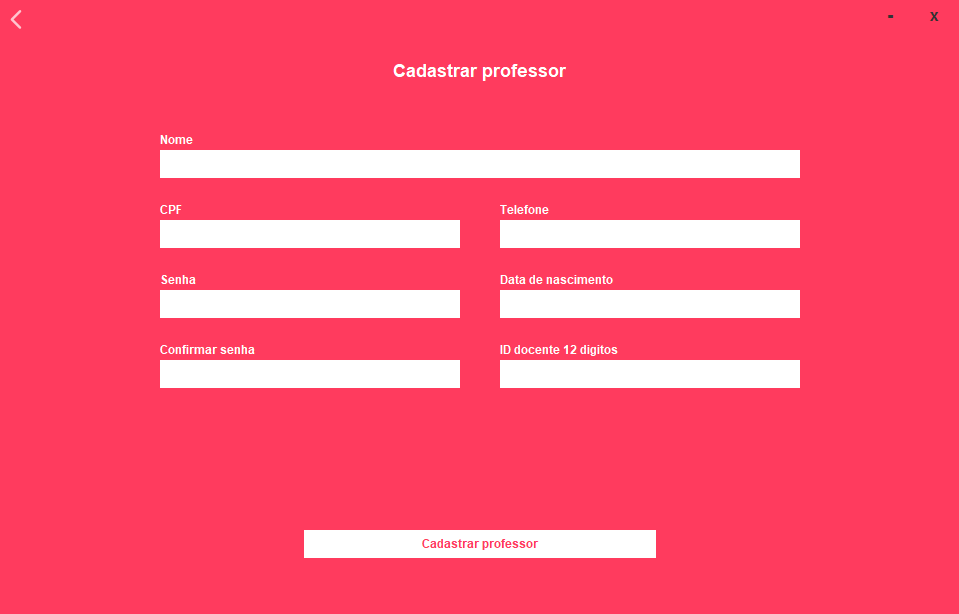 - X
Cadastrar professor
Nome
CPF Telefone
Senha Data de nascimento
Confirmar senha ID docente 12 digitos
Cadastrar professor